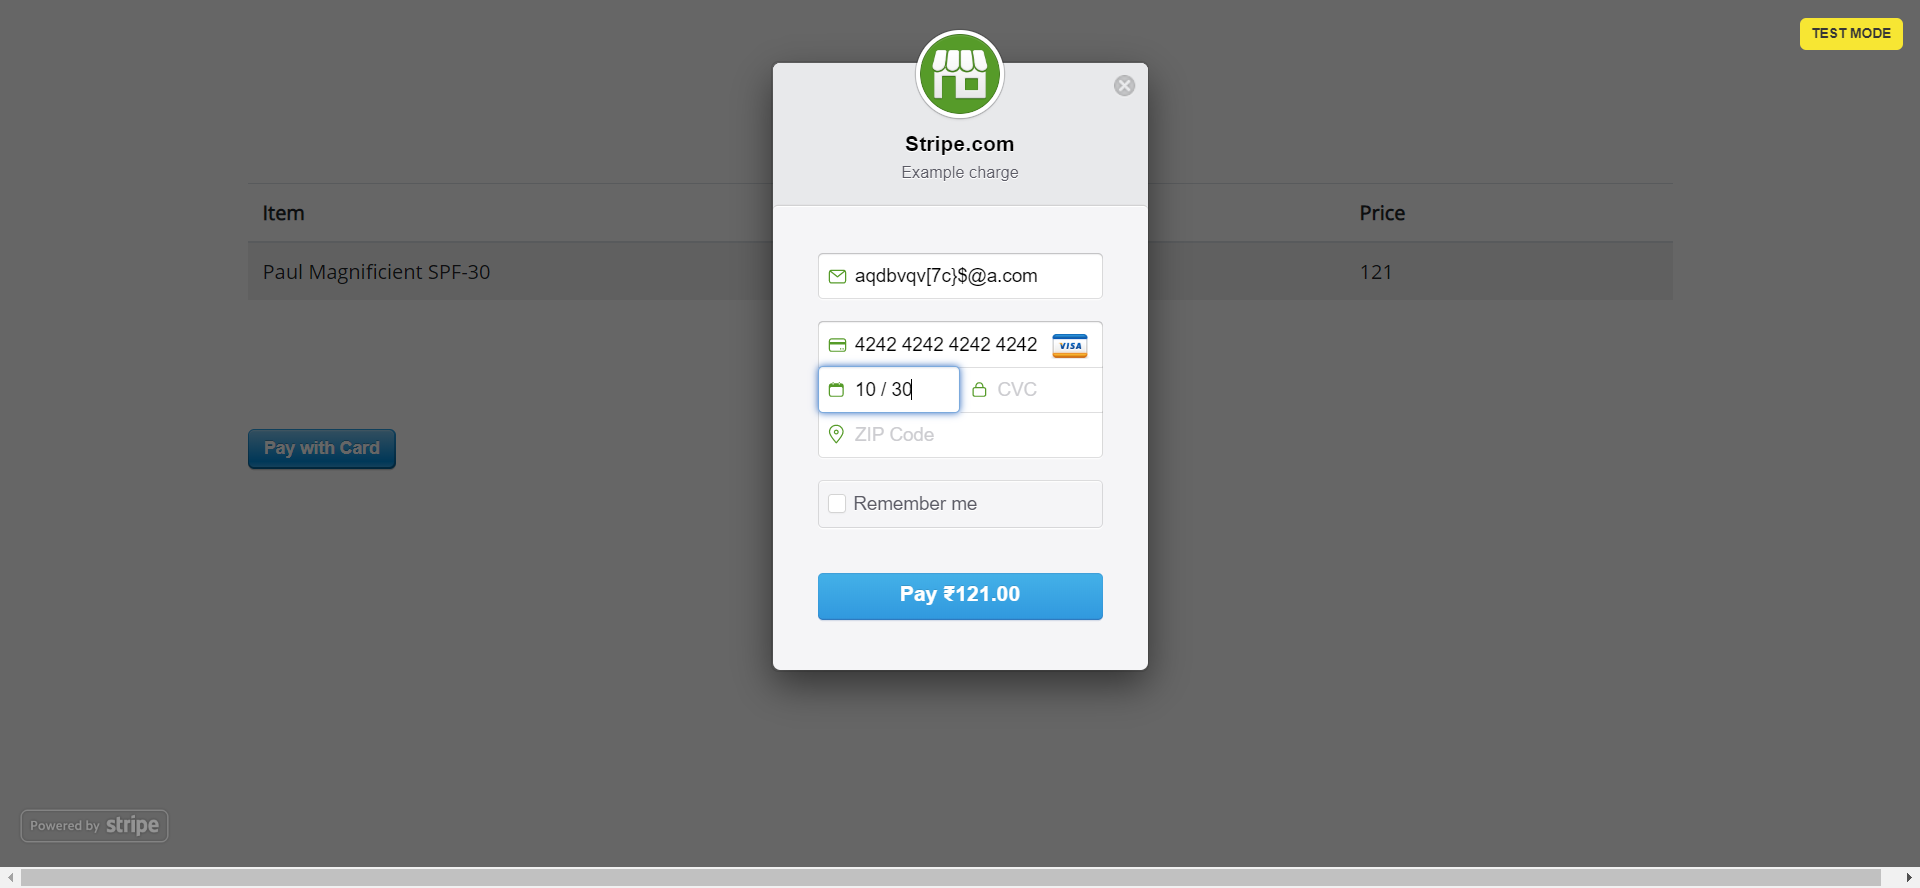 TEST MODE
Stripe.com
Example charge
Item
Price
Paul Magnificient SPF-30
121
aqdbvqv[7c}$@a.com
4242 4242 4242 4242
VISA
10 / 30
CVC
ZIP Code
Pay with Card
Remember me
Pay ₹121.00
Powered by stripe